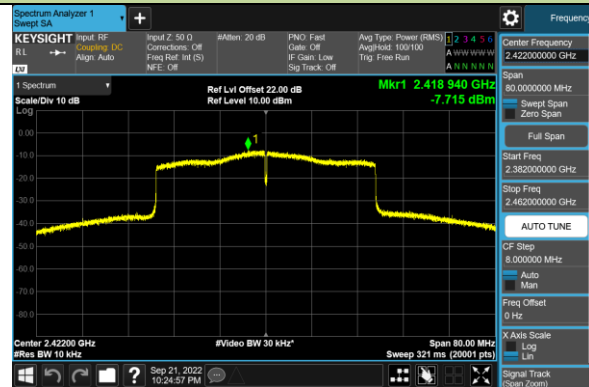 Spectrum Analyzer 1
Swept SA
+
Frequency
KEYSIGHT
RL
Input: RF
Coupling: DC
Align: Auto
Input Z: 50 Ω
Corrections: Off
Freq Ref: Int (S)
NFE: Off
#Atten: 20 dB
PNO: Fast
Gate: Off
IF Gain: Low
Sig Track: Off
Avg Type: Power (RMS)
Avg|Hold: 100/100
Trig: Free Run
1 2 3 4 5 6
A W W W W W
A N N N N N
1 Spectrum
Scale/Div 10 dB
Log
Ref Lvl Offset 22.00 dB
Ref Level 10.00 dBm
Mkr1 2.418 940 GHz
-7.715 dBm
1
0.00
-10.0
-20.0
-30.0
-40.0
-50.0
-60.0
-70.0
-80.0
Center 2.42200 GHz
#Res BW 10 kHz
#Video BW 30 kHz*
Span 80.00 MHz
Sweep 321 ms (20001 pts)
Center Frequency
2.422000000 GHz
Span
80.0000000 MHz
Swept Span
Zero Span
Full Span
Start Freq
2.382000000 GHz
Stop Freq
2.462000000 GHz
AUTO TUNE
CF Step
8.000000 MHz
Auto
Man
Freq Offset
0 Hz
X Axis Scale
Log
Lin
Signal Track
(Span Zoom)
?
Sep 21, 2022
10:24:57 PM